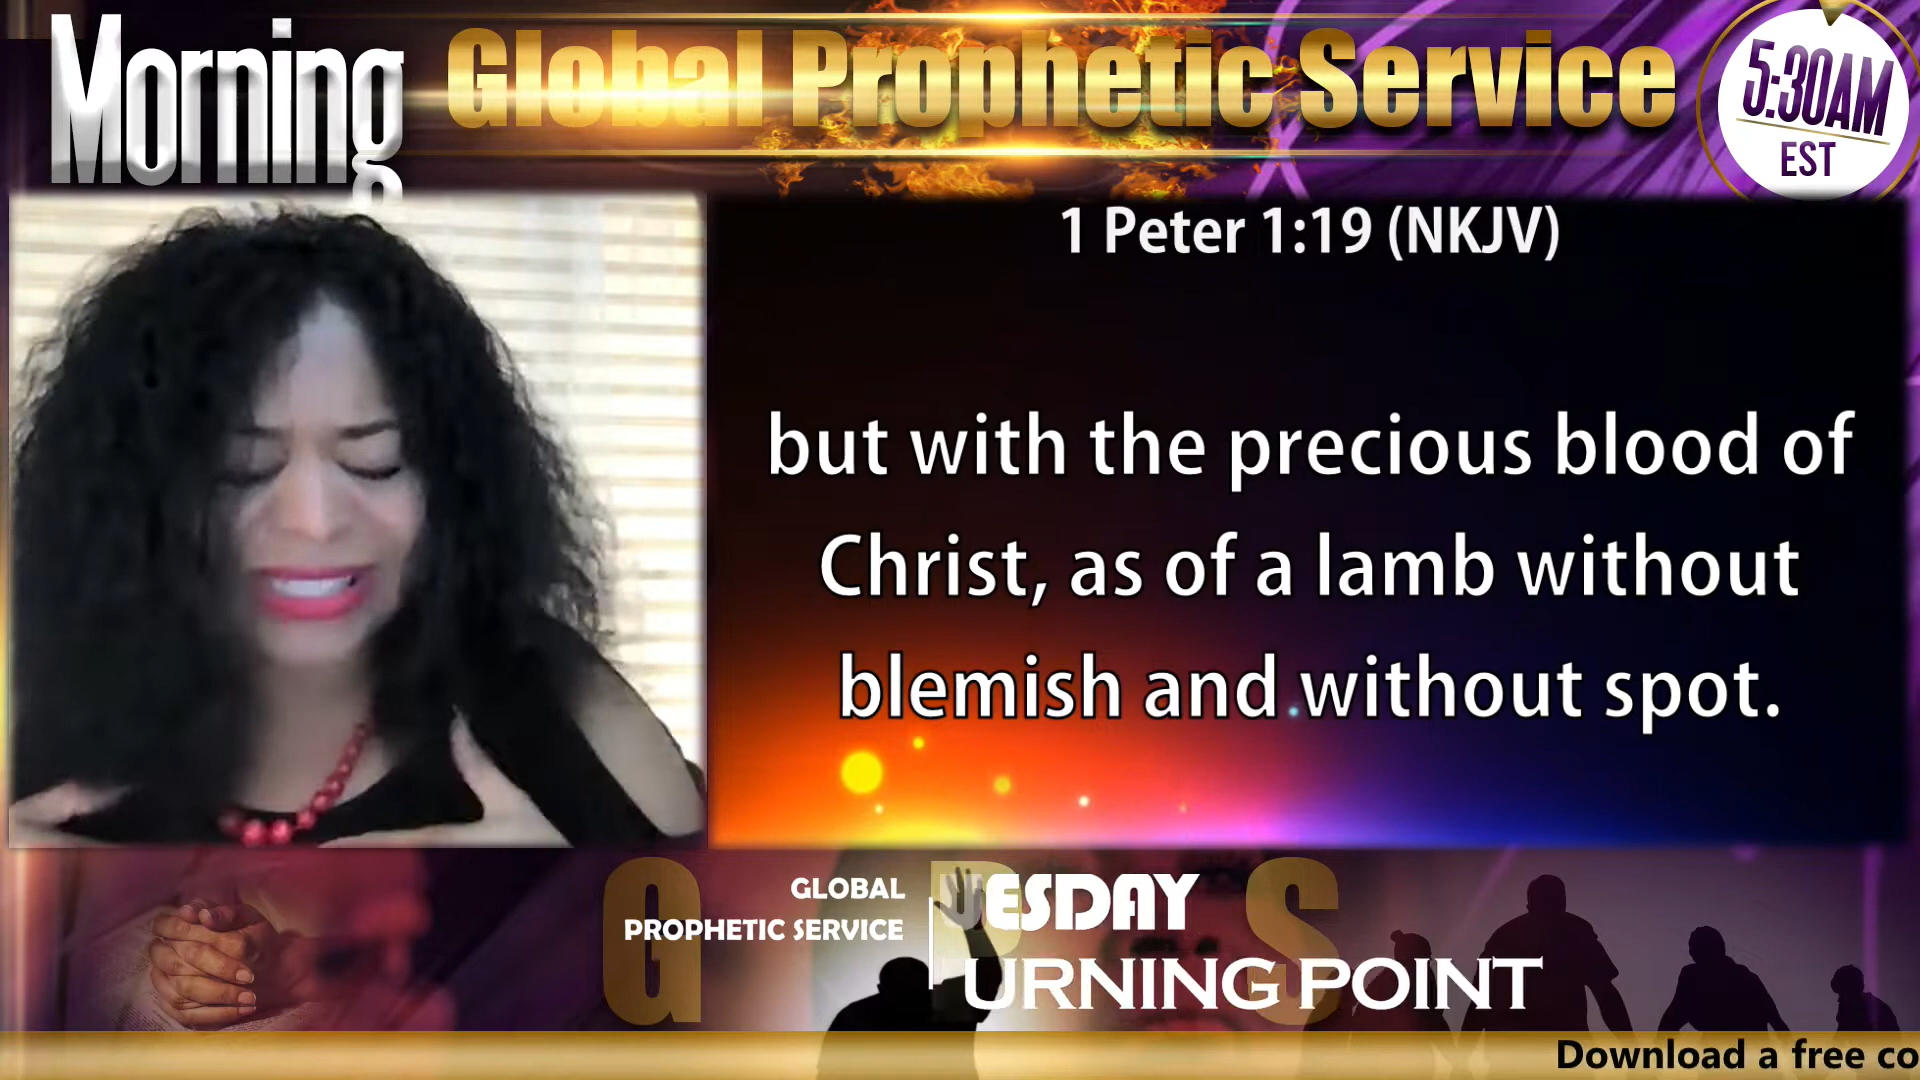 Morning
Global Prophetic Service
5:30AM
EST
1 Peter 1:19 (NKJV)
but with the precious blood of
Christ, as of a lamb without
blemish and without spot.
G P S
GLOBAL
PROPHETIC SERVICE
ESDAY
URNING POINT
Download a free co